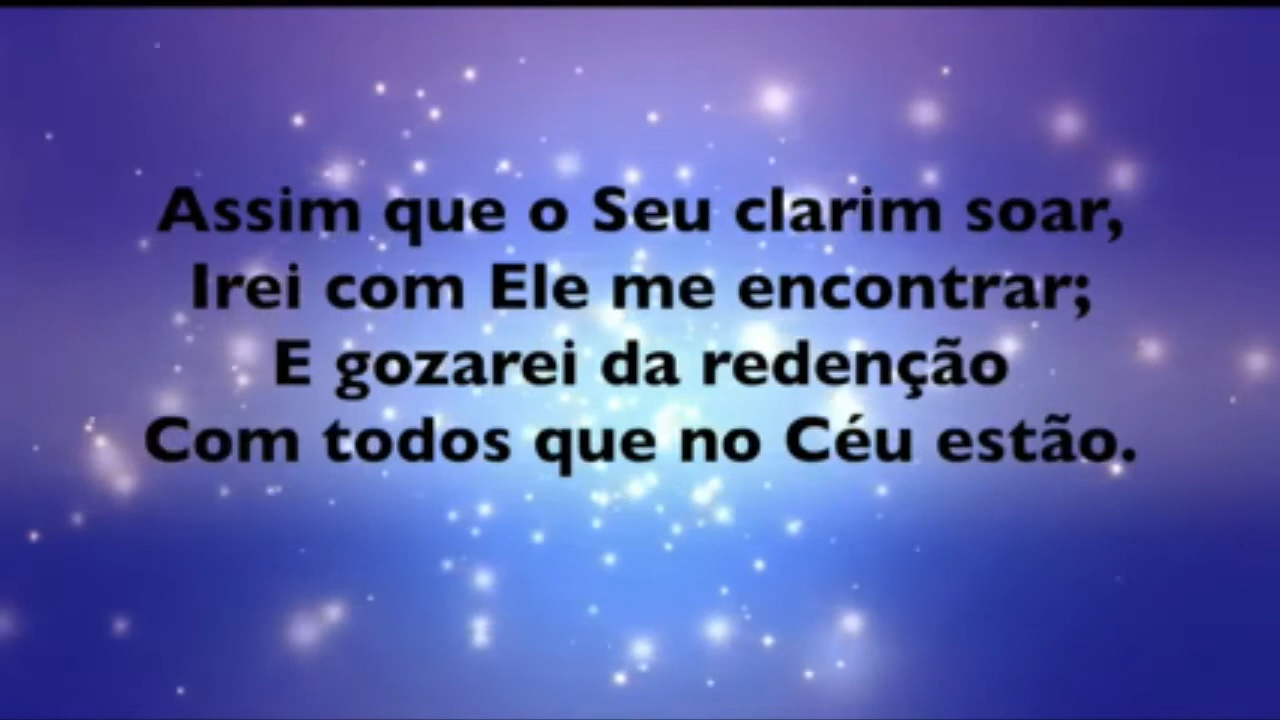 Assim que o Seu clarim soar,
Irei com Ele me encontrar;
E gozarei da redenção
Com todos que no Céu estão.